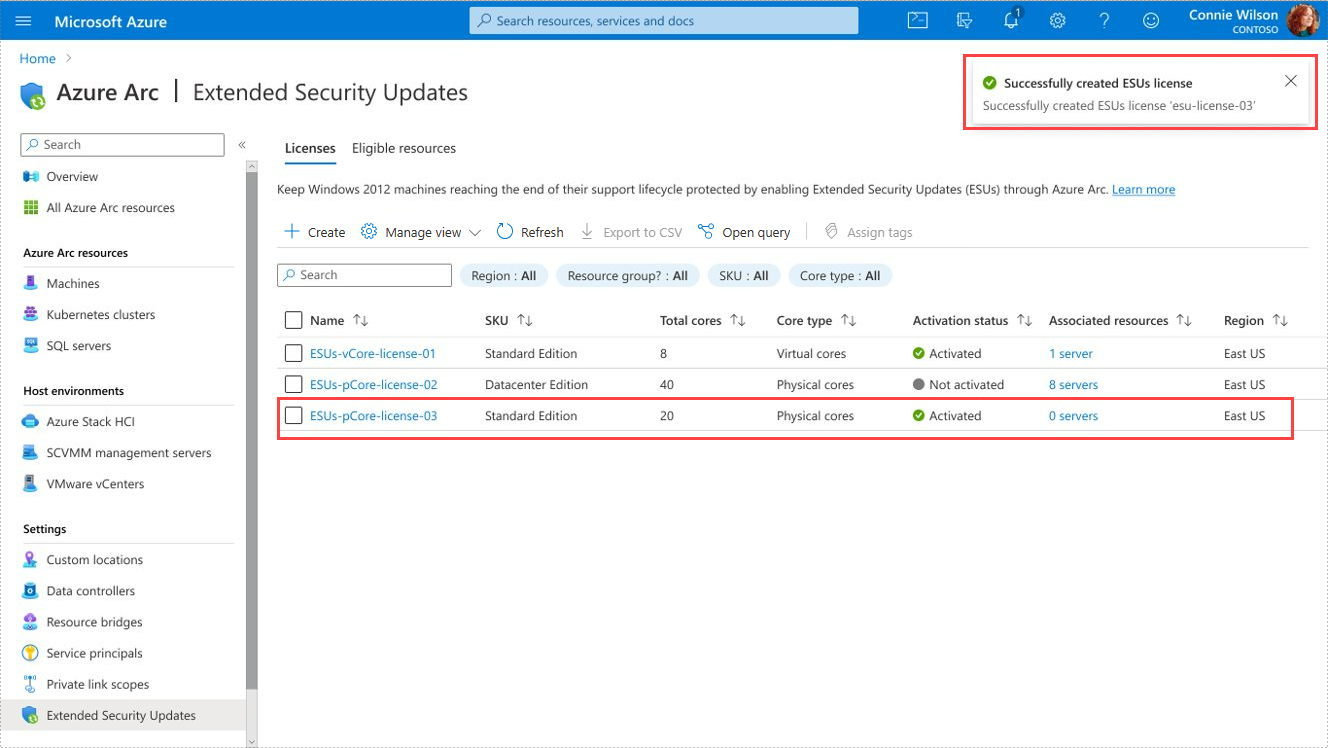 Microsoft Azure
Search resources, services and docs
1
Connie Wilson
CONTOSO
Home
Azure Arc | Extended Security Updates
Successfully created ESUs license
Successfully created ESUs license 'esu-license-03'
Search
«
Overview
All Azure Arc resources
Azure Arc resources
Machines
Kubernetes clusters
SQL servers
Host environments
Azure Stack HCI
SCVMM management servers
VMware vCenters
Settings
Custom locations
Data controllers
Resource bridges
Service principals
Private link scopes
Extended Security Updates
Licenses Eligible resources
Keep Windows 2012 machines reaching the end of their support lifecycle protected by enabling Extended Security Updates (ESUs) through Azure Arc. Learn more
Create Manage view Refresh Export to CSV Open query Assign tags
Search Region : All Resource group? : All SKU : All Core type : All
Name SKU Total cores Core type Activation status Associated resources Region
ESUs-vCore-license-01 Standard Edition 8 Virtual cores Activated 1 server East US
ESUs-pCore-license-02 Datacenter Edition 40 Physical cores Not activated 8 servers East US
ESUs-pCore-license-03 Standard Edition 20 Physical cores Activated 0 servers East US